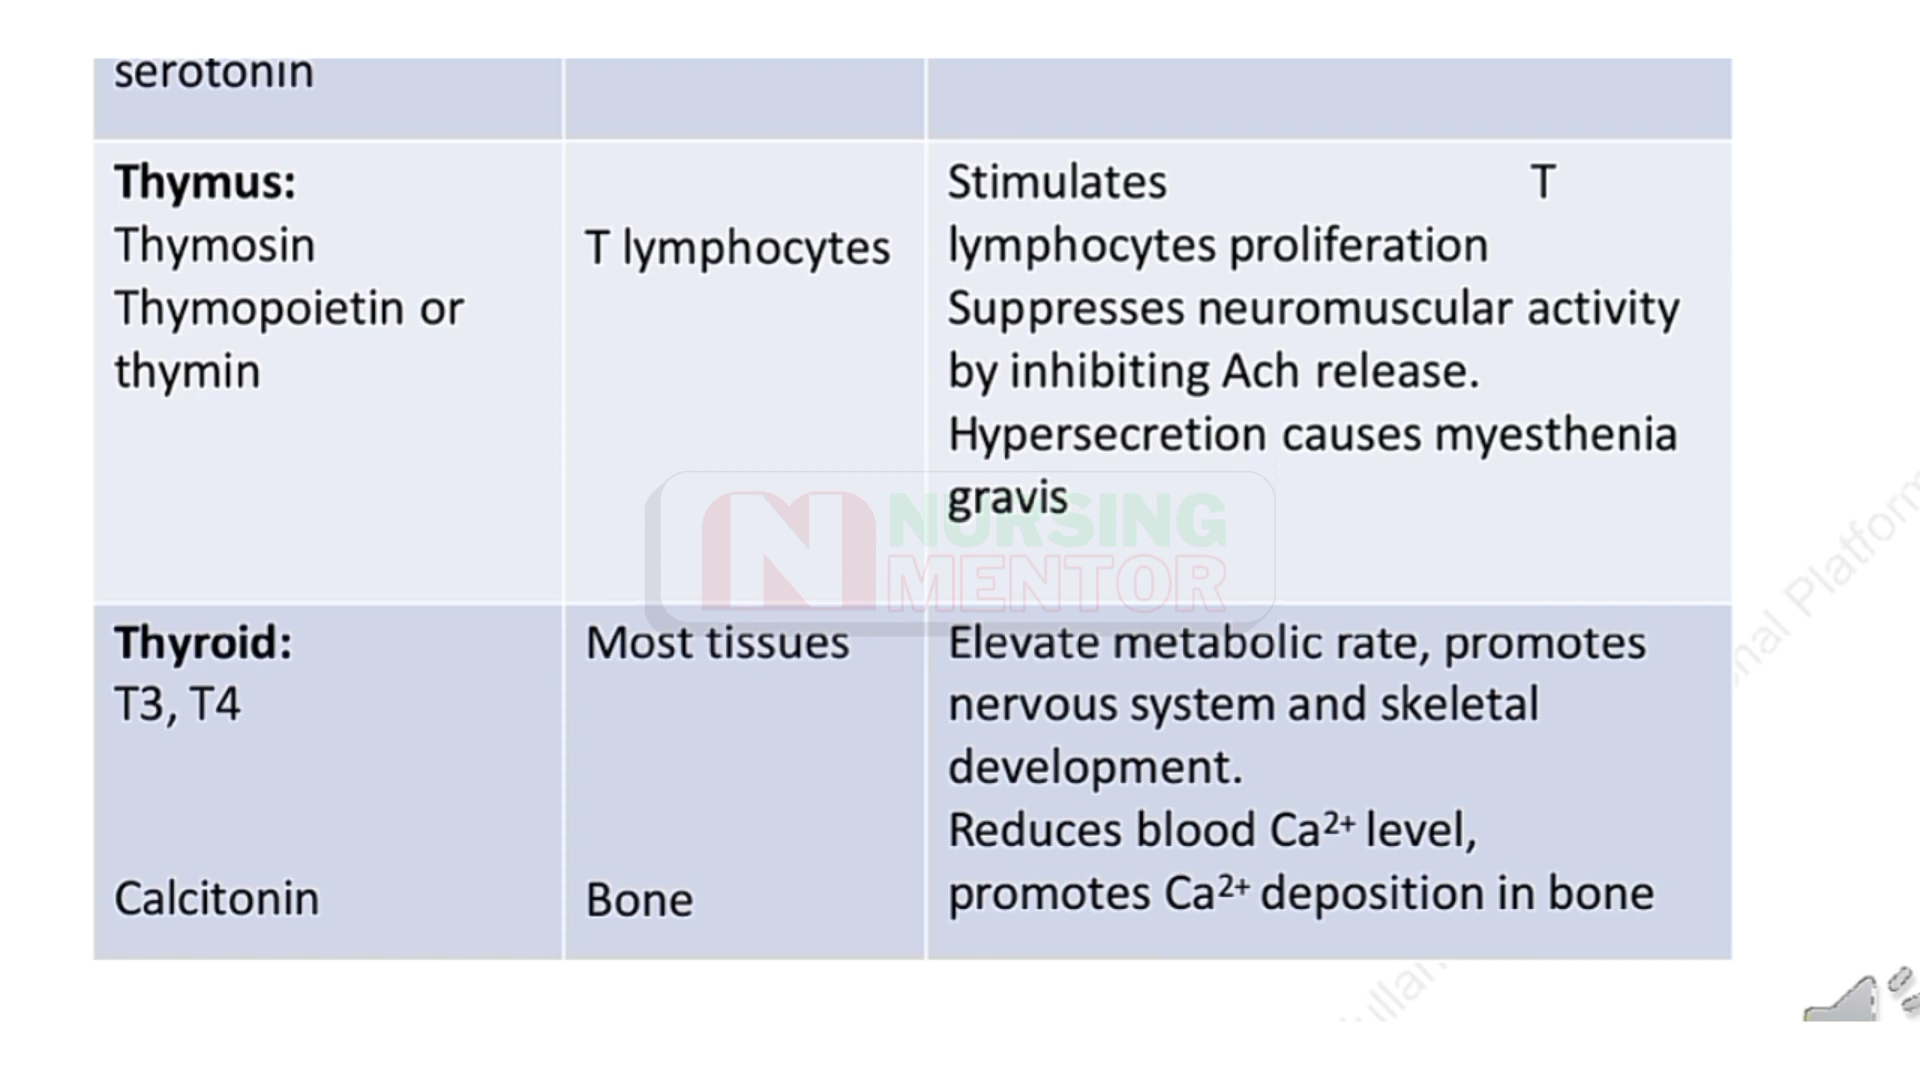 serotonin
Thymus:
Thymosin
Thymopoietin or
thymin
T lymphocytes
Stimulates T
lymphocytes proliferation
Suppresses neuromuscular activity
by inhibiting Ach release.
Hypersecretion causes myesthenia
gravis
Thyroid:
T3, T4
Calcitonin
Most tissues
Bone
Elevate metabolic rate, promotes
nervous system and skeletal
development.
Reduces blood Ca²⁺ level,
promotes Ca²⁺ deposition in bone
N NURSING
MENTOR
Platform